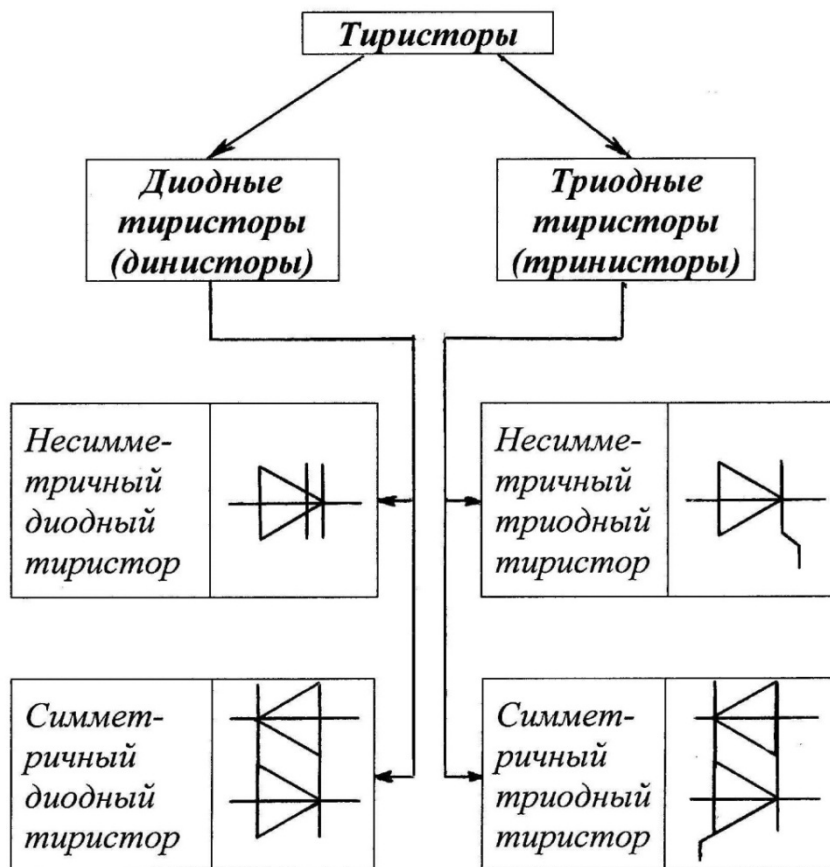 Тиристоры
Диодные
тиристоры
(динисторы)
Триодные
тиристоры
(тринисторы)
Несимме-
тричный
диодный
тиристор
Несимме-
тричный
триодный
тиристор
Симмет-
ричный
диодный
тиристор
Симмет-
ричный
триодный
тиристор